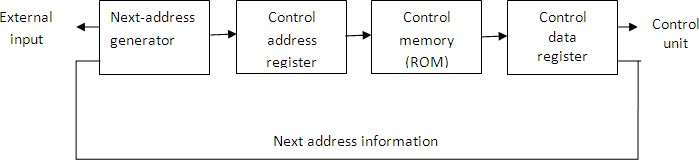 External
input
Next-address
generator
Control
address
register
Control
memory
(ROM)
Control
data
register
Control
unit
Next address information